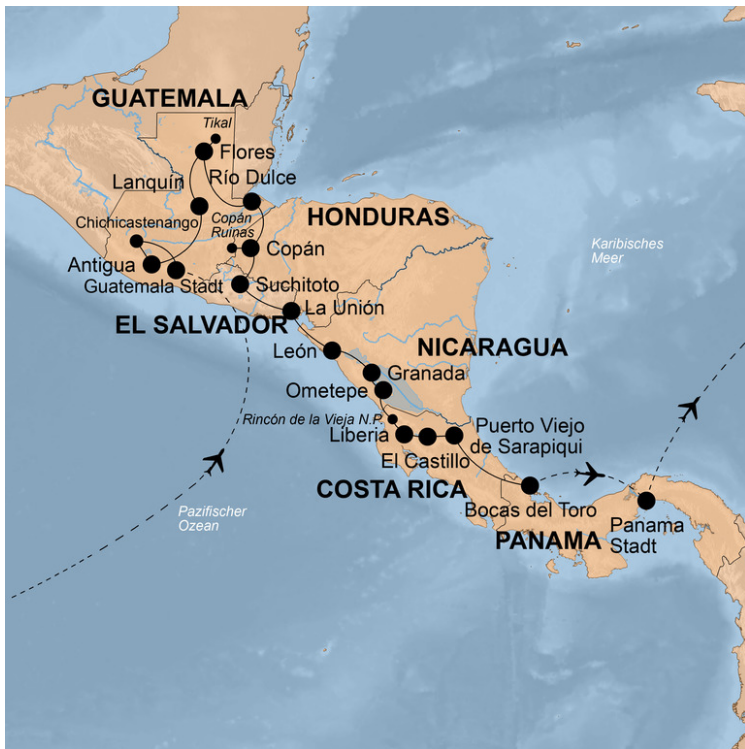 GUATEMALA
Tikal
Flores
Lanquín
Río Dulce
Chichicastenango
Copán
Ruinas
HONDURAS
Copán
Karibisches
Meer
Antigua
Guatemala Stadt
Suchitoto
La Unión
EL SALVADOR
León
NICARAGUA
Granada
Ometepe
Rincón de la Vieja N.P.
Liberia
Puerto Viejo
de Sarapiqui
El Castillo
COSTA RICA
Pazifischer
Ozean
Bocas del Toro
PANAMA
Panama
Stadt